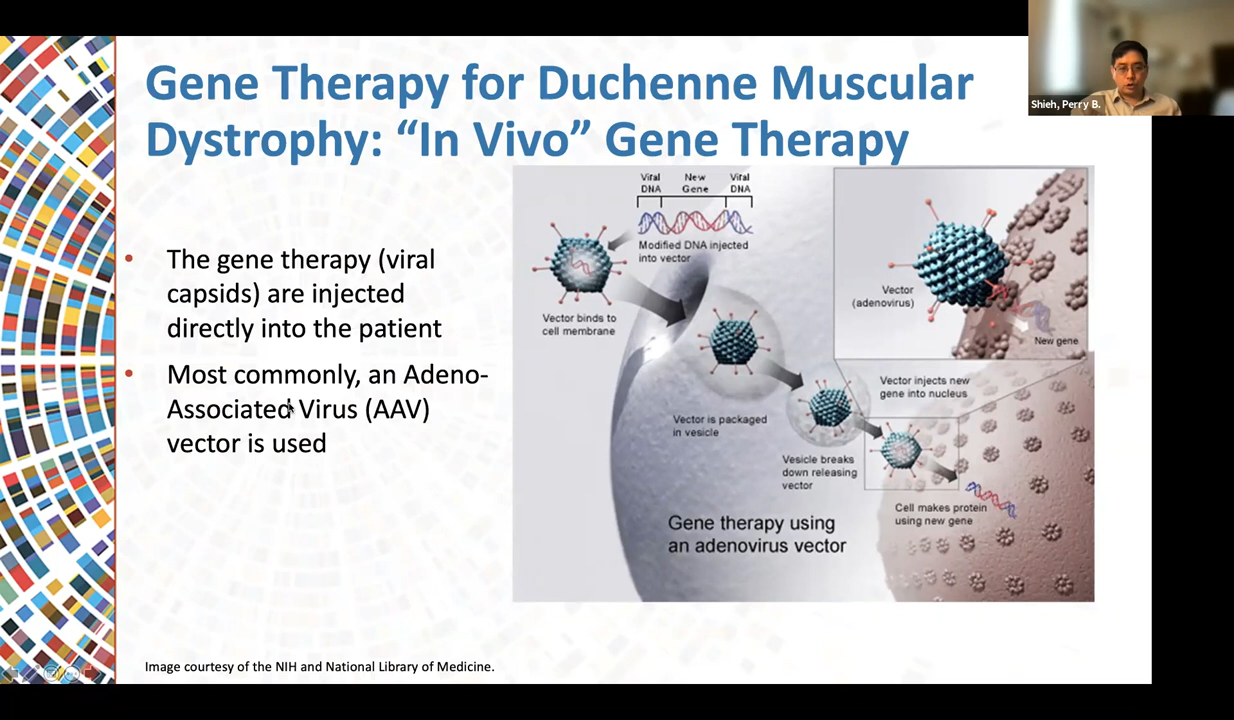 Shieh, Perry B.
Gene Therapy for Duchenne Muscular
Dystrophy: “In Vivo” Gene Therapy
• The gene therapy (viral
capsids) are injected
directly into the patient
• Most commonly, an Adeno-
Associated Virus (AAV)
vector is used
Viral
DNA
New
Gene
Viral
DNA
Modified DNA injected
into vector
Vector binds to
cell membrane
Vector is packaged
in vesicle
Vesicle breaks
down releasing
vector
Vector
(adenovirus)
New gene
Vector injects new
gene into nucleus
Cell makes protein
using new gene
Gene therapy using
an adenovirus vector
Image courtesy of the NIH and National Library of Medicine.